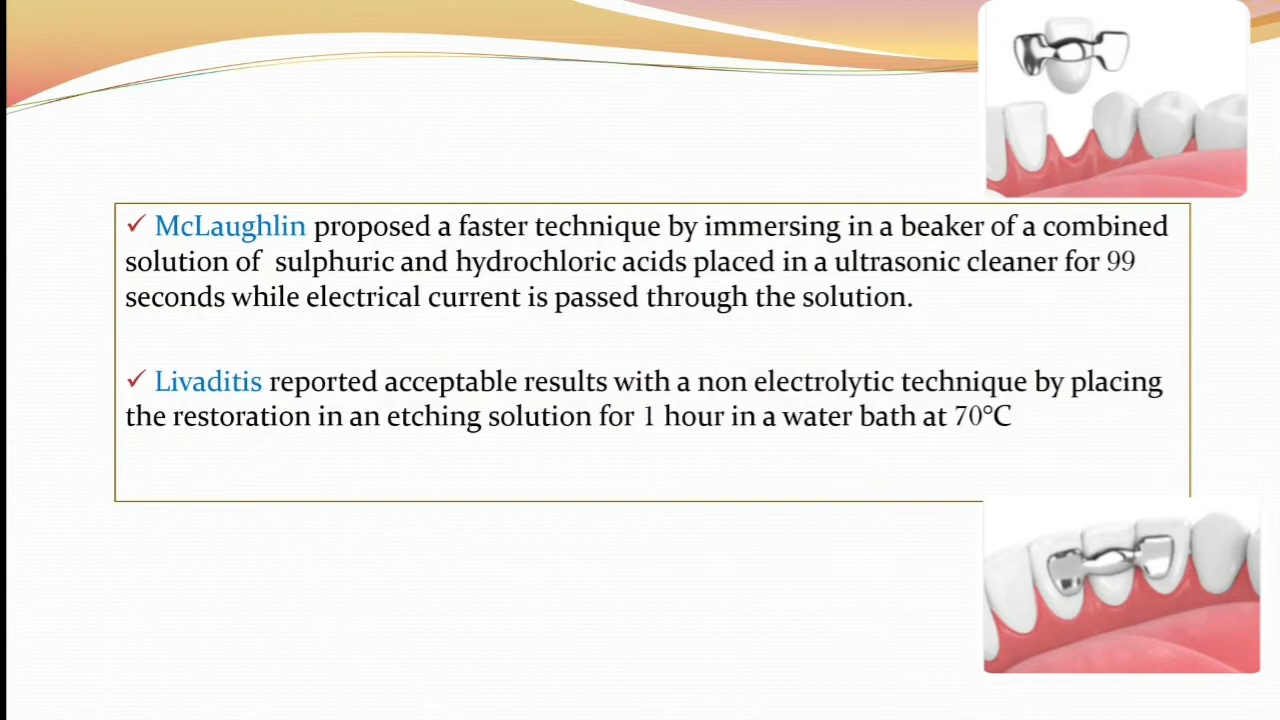 ✓ McLaughlin proposed a faster technique by immersing in a beaker of a combined
solution of sulphuric and hydrochloric acids placed in a ultrasonic cleaner for 99
seconds while electrical current is passed through the solution.
✓ Livaditis reported acceptable results with a non electrolytic technique by placing
the restoration in an etching solution for 1 hour in a water bath at 70°C